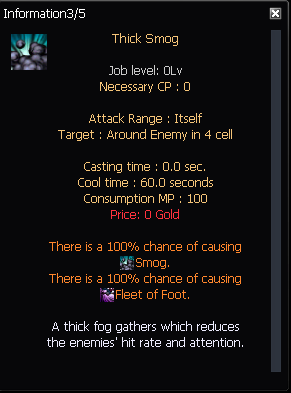 Information3/5
Thick Smog
Job level: 0Lv
Necessary CP : 0
Attack Range : Itself
Target : Around Enemy in 4 cell
Casting time : 0.0 sec.
Cool time : 60.0 seconds
Consumption MP : 100
Price: 0 Gold
There is a 100% chance of causing
Smog.
There is a 100% chance of causing
Fleet of Foot.
A thick fog gathers which reduces
the enemies' hit rate and attention.